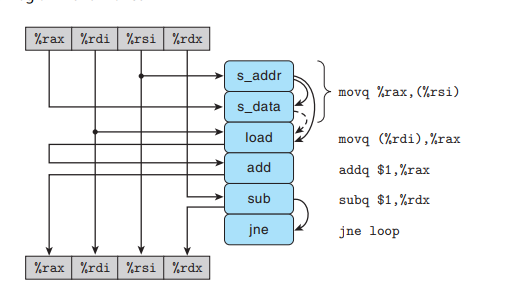 %rax %rdi %rsi %rdx
s_addr
s_data
movq %rax,(%rsi)
load
movq (%rdi),%rax
add
addq $1,%rax
sub
subq $1,%rdx
jne
jne loop
%rax %rdi %rsi %rdx